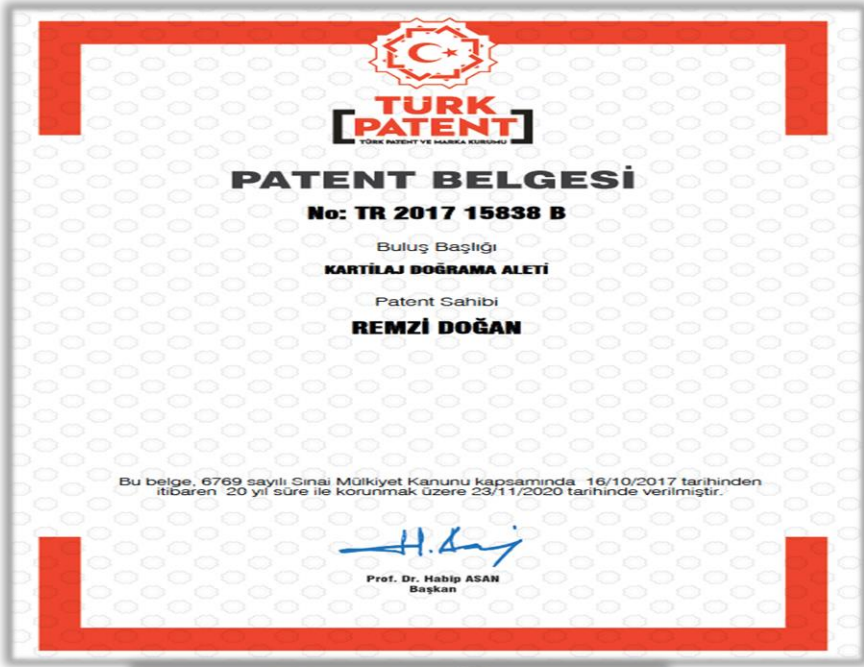 TÜRK
PATENT
TÜRK PATENT VE MARKA KURUMU
PATENT BELGESİ
No: TR 2017 15838 B
Buluş Başlığı
KARTİLAJ DOĞRAMA ALETİ
Patent Sahibi
REMZİ DOĞAN
Bu belge, 6769 sayılı Sınai Mülkiyet Kanunu kapsamında 16/10/2017 tarihinden
itibaren 20 yıl süre ile korunmak üzere 23/11/2020 tarihinde verilmiştir.
H. Asan
Prof. Dr. Habip ASAN
Başkan